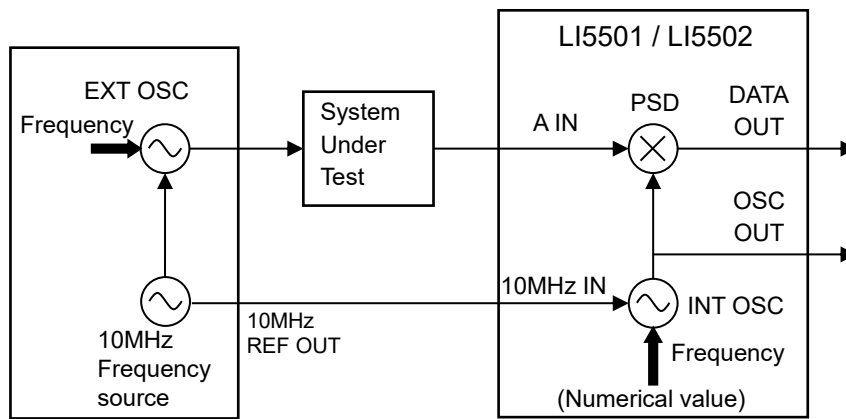 LI5501 / LI5502
EXT OSC
Frequency
System
Under
Test
A IN
PSD
DATA
OUT
OSC
OUT
10MHz IN
INT OSC
10MHz
REF OUT
10MHz
Frequency
source
Frequency
(Numerical value)